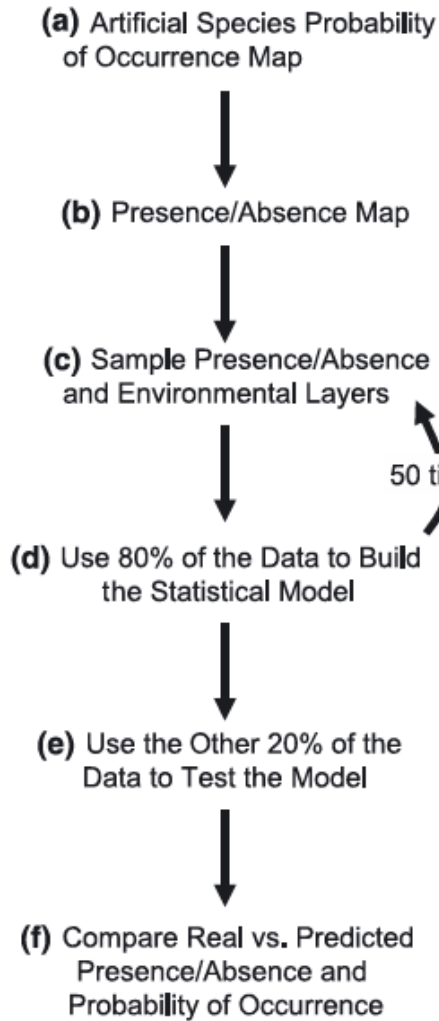 (a) Artificial Species Probability
of Occurrence Map
(b) Presence/Absence Map
(c) Sample Presence/Absence
and Environmental Layers
50
(d) Use 80% of the Data to Build
the Statistical Model
(e) Use the Other 20% of the
Data to Test the Model
(f) Compare Real vs. Predicted
Presence/Absence and
Probability of Occurrence